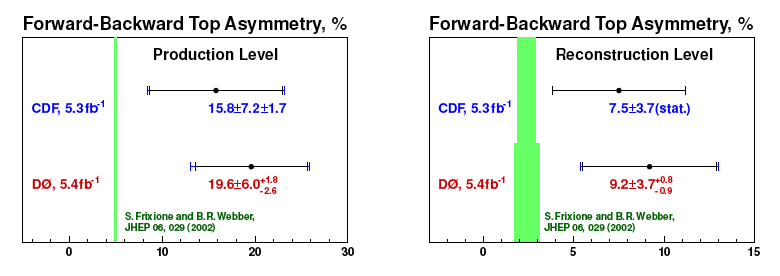 Forward-Backward Top Asymmetry, %
Production Level
CDF, 5.3fb-1
15.8±7.2±1.7
DØ, 5.4fb-1
19.6±6.0+1.8-2.6
S. Frixione and B.R. Webber,
JHEP 06, 029 (2002)
0 10 20 30
Forward-Backward Top Asymmetry, %
Reconstruction Level
CDF, 5.3fb-1
7.5±3.7(stat.)
DØ, 5.4fb-1
9.2±3.7+0.8-0.9
S. Frixione and B.R. Webber,
JHEP 06, 029 (2002)
0 5 10 15